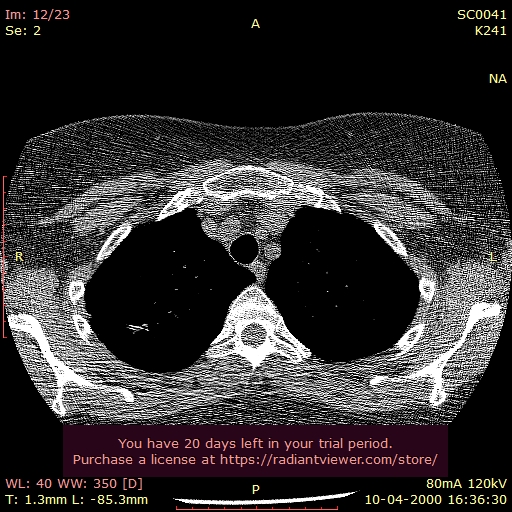 Im: 12/23
Se: 2
A
SC0041
K241
NA
R
L
You have 20 days left in your trial period.
Purchase a license at https://radiantviewer.com/store/
WL: 40 WW: 350 [D]
T: 1.3mm L: -85.3mm
P
80mA 120kV
10-04-2000 16:36:30